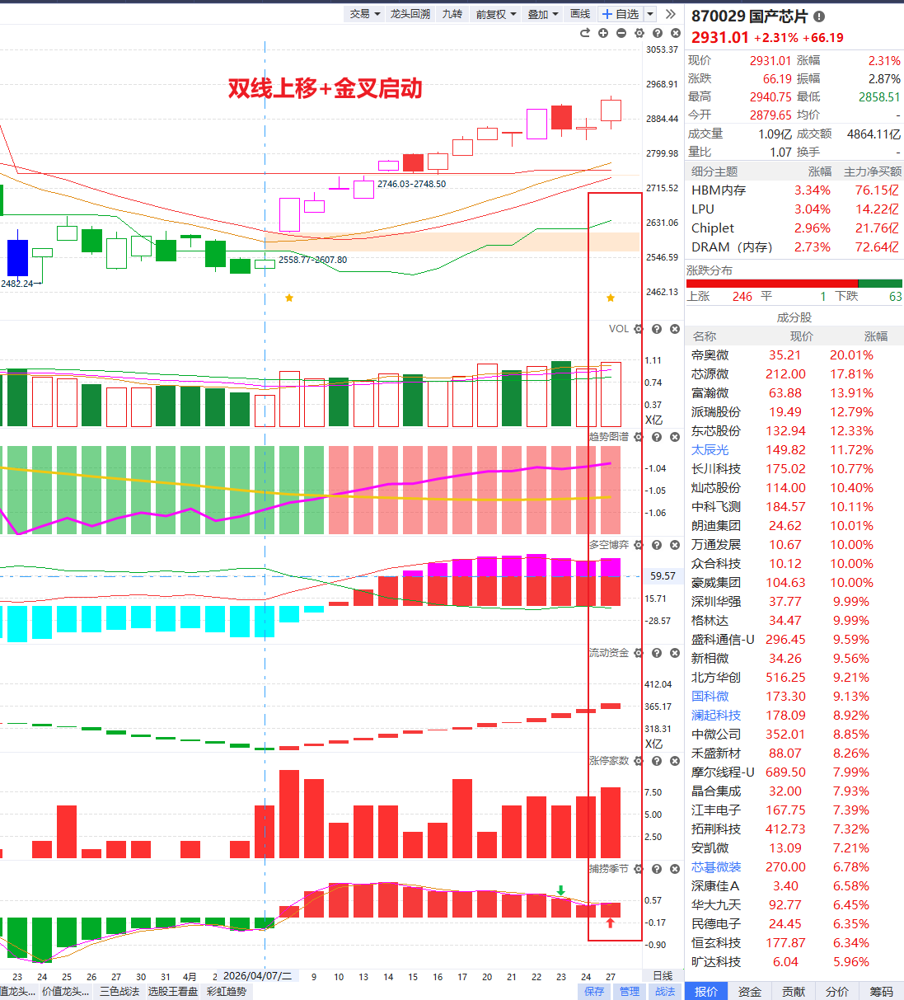 交易 龙头回溯 九转 前复权 叠加 画线 +自选
870029 国产芯片
2931.01 +2.31% +66.19
现价 2931.01 涨幅 2.31%
涨跌 66.19 振幅 2.87%
最高 2940.75 最低 2858.51
今开 2879.65 均价 -
成交量 1.09亿 成交额 4864.11亿
量比 1.07 换手 -
细分主题 涨幅 主力净买额
HBM内存 3.34% 76.15亿
LPU 3.04% 14.22亿
Chiplet 2.96% 21.76亿
DRAM（内存） 2.73% 72.64亿
涨跌分布
上涨 246 平 1 下跌 63
成分股
名称 现价 涨幅
帝奥微 35.21 20.01%
芯源微 212.00 17.81%
富瀚微 63.88 13.91%
派瑞股份 19.49 12.79%
东芯股份 132.94 12.33%
太辰光 149.82 11.72%
长川科技 175.02 10.77%
灿芯股份 114.00 10.40%
中科飞测 184.57 10.11%
朗迪集团 24.62 10.01%
万通发展 10.67 10.00%
众合科技 10.12 10.00%
豪威集团 104.63 10.00%
深圳华强 37.77 9.99%
格林达 34.47 9.99%
盛科通信-U 296.45 9.59%
新相微 34.26 9.56%
北方华创 516.25 9.21%
国科微 173.30 9.13%
澜起科技 178.09 8.92%
中微公司 352.01 8.85%
禾盛新材 88.07 8.26%
摩尔线程-U 689.50 7.99%
晶合集成 32.00 7.93%
江丰电子 167.75 7.39%
拓荆科技 412.73 7.32%
安凯微 13.09 7.21%
芯碁微装 270.00 6.78%
深康佳A 3.40 6.58%
华大九天 92.77 6.45%
民德电子 24.45 6.35%
恒玄科技 177.87 6.34%
旷达科技 6.04 5.96%
报价 资金 贡献 分价 筹码
双线上移+金叉启动
3053.37
2968.91
2884.44
2799.98
2715.52
2631.06
2546.59
2462.13
2746.03-2748.50
2558.77-2607.80
2482.24→
VOL
1.11
0.74
0.37
X亿
趋势图谱
-1.04
-1.05
-1.06
多空博弈
59.57
15.71
-28.57
流动资金
412.04
365.17
318.31
X亿
涨停家数
7.50
5.00
2.50
捕捞季节
0.57
-0.17
-0.90
23 24 25 26 27 30 31 4月 2 2026/04/07/二 9 10 13 14 15 16 17 20 21 22 23 24 27 日线
值龙头... 价值龙头... 三色战法 选股王看盘 彩虹趋势 保存 管理 战法